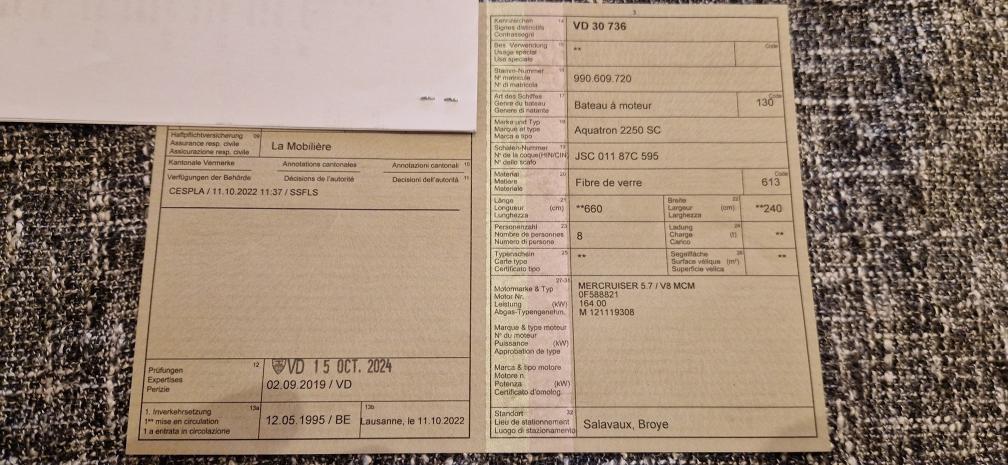 Haftpflichtversicherung 09
Assurance resp. civile
Assicurazione resp. civile
La Mobilière
Kantonale Vermerke Annotations cantonales Annotazioni cantonali 10
Verfügungen der Behörde Décisions de l'autorité Decisioni dell'autorità 11
CESPLA / 11.10.2022 11:37 / SSFLS
Prüfungen 12
Expertises
Perizie
VD 15 OCT. 2024
02.09.2019 / VD
1. Inverkehrsetzung 13a
1ère mise en circulation
1 a entrata in circolazione
12.05.1995 / BE
13b
Lausanne, le 11.10.2022
3
Kennzeichen 14
Signes distinctifs
Contrassegni
VD 30 736
Bes. Verwendung 15
Usage spécial
Uso speciale
**
Code
Stamm-Nummer 16
N° matricule
N° di matricola
990.609.720
Art des Schiffes 17
Genre du bateau
Genere di natante
Bateau à moteur
Code
130
Marke und Typ 18
Marque et type
Marca e tipo
Aquatron 2250 SC
Schalen-Nummer 19
N° de la coque(HIN/CIN)
N° dello scafo
JSC 011 87C 595
Material 20
Matière
Materiale
Fibre de verre
Code
613
Länge 21
Longueur (cm)
Lunghezza
**660
Breite 22
Largeur (cm)
Larghezza
**240
Personenzahl 23
Nombre de personnes
Numero di persone
8
Ladung 24
Charge (t)
Carico
**
Typenschein 25
Carte type
Certificato tipo
**
Segelfläche 26
Surface vélique (m²)
Superficie velica
**
27-31
Motormarke & Typ
Motor Nr.
Leistung (kW)
Abgas-Typengenehm.
MERCRUISER 5.7 / V8 MCM
0F588821
164.00
M 121119308
Marque & type moteur
N° du moteur
Puissance (kW)
Approbation de type
Marca & tipo motore
Motore n.
Potenza (kW)
Certificato d'omolog.
Standort 32
Lieu de stationnement
Luogo di stazionamento
Salavaux, Broye